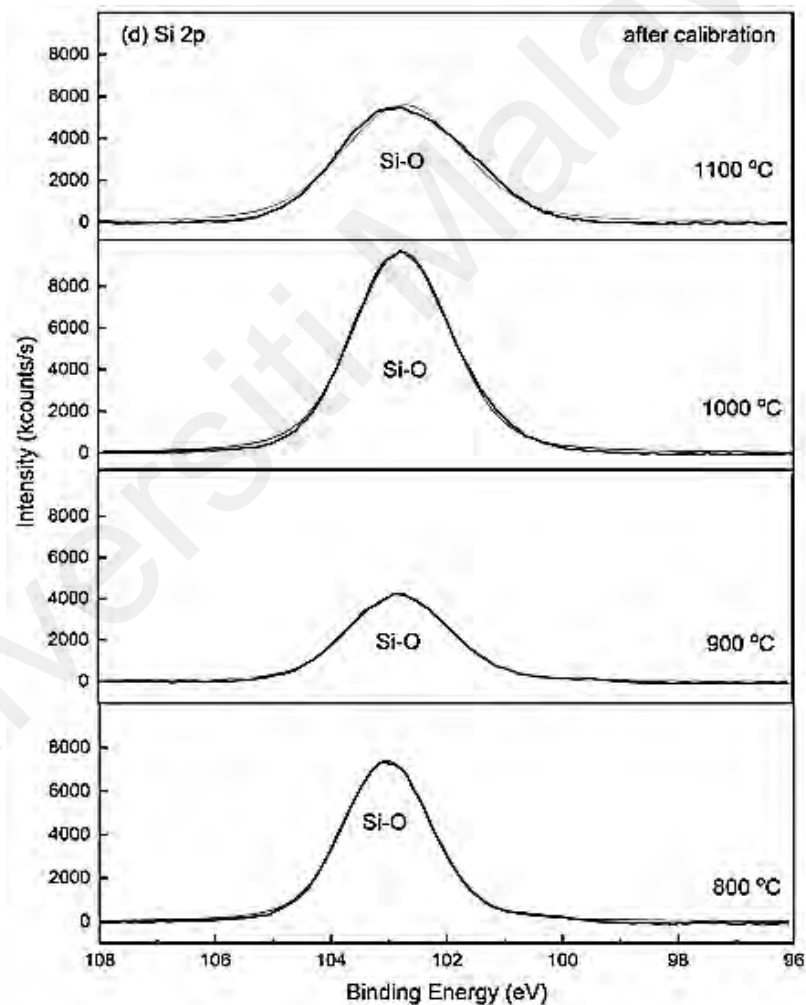 (d) Si 2p after calibration
8000
6000
4000
2000
0
Si-O
1100 °C
8000
6000
4000
2000
0
Si-O
1000 °C
8000
6000
4000
2000
0
Si-O
900 °C
8000
6000
4000
2000
0
Si-O
800 °C
108 106 104 102 100 98 96
Binding Energy (eV)
Intensity (kcounts/s)
versiti Malay